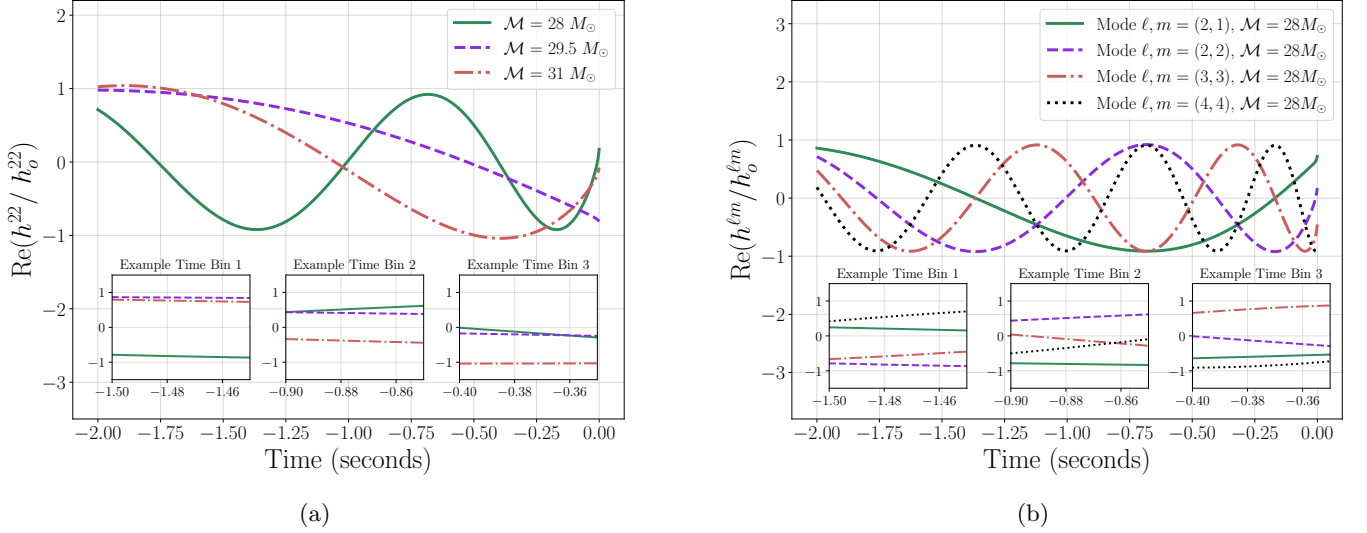 2
1
0
−1
−2
−3
Re(h²² / hₒ²²)
ℳ = 28 M⊙
ℳ = 29.5 M⊙
ℳ = 31 M⊙
Example Time Bin 1
1
0
−1
−1.50 −1.48 −1.46
Example Time Bin 2
1
0
−1
−0.90 −0.88 −0.86
Example Time Bin 3
1
0
−1
−0.40 −0.38 −0.36
−2.00 −1.75 −1.50 −1.25 −1.00 −0.75 −0.50 −0.25 0.00
Time (seconds)
(a)
3
2
1
0
−1
−2
−3
Re(h^{ℓm}/hₒ^{ℓm})
Mode ℓ, m = (2, 1), ℳ = 28M⊙
Mode ℓ, m = (2, 2), ℳ = 28M⊙
Mode ℓ, m = (3, 3), ℳ = 28M⊙
Mode ℓ, m = (4, 4), ℳ = 28M⊙
Example Time Bin 1
1
0
−1
−1.50 −1.48 −1.46
Example Time Bin 2
1
0
−1
−0.90 −0.88 −0.86
Example Time Bin 3
1
0
−1
−0.40 −0.38 −0.36
−2.00 −1.75 −1.50 −1.25 −1.00 −0.75 −0.50 −0.25 0.00
Time (seconds)
(b)